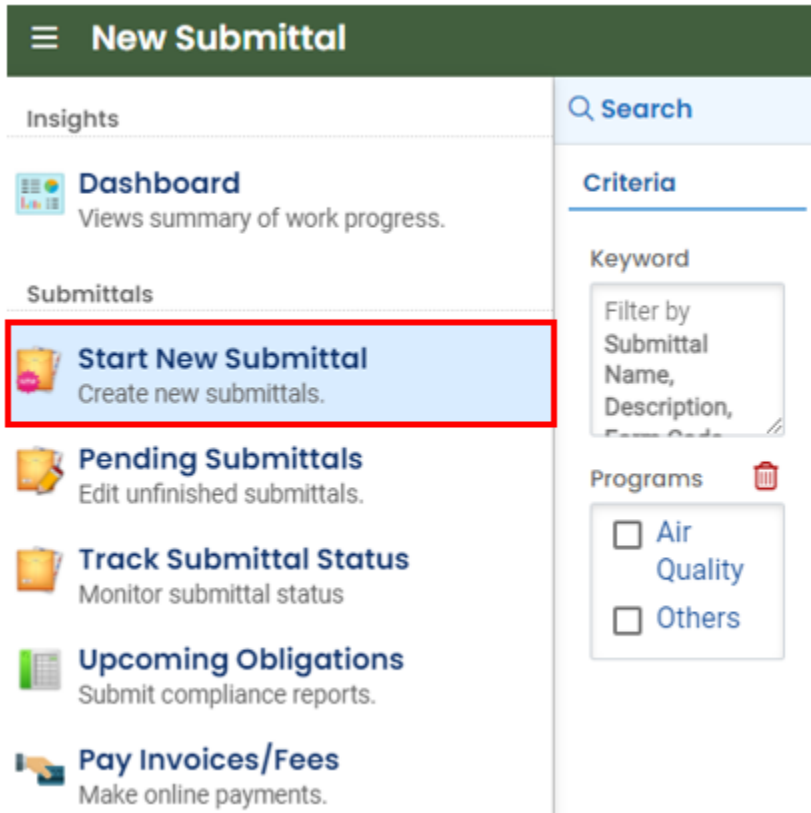 New Submittal
Insights
Dashboard
Views summary of work progress.
Submittals
Start New Submittal
Create new submittals.
Pending Submittals
Edit unfinished submittals.
Track Submittal Status
Monitor submittal status
Upcoming Obligations
Submit compliance reports.
Pay Invoices/Fees
Make online payments.
Search
Criteria
Keyword
Filter by
Submittal
Name,
Description,
Form Code
Programs
Air
Quality
Others